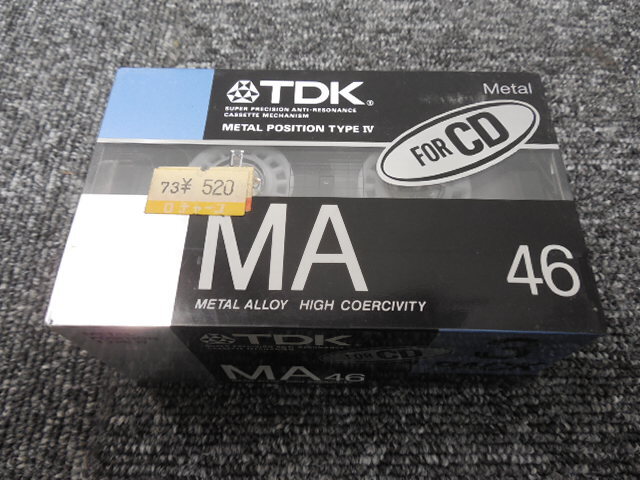 TDK®
SUPER PRECISION ANTI-RESONANCE
CASSETTE MECHANISM
METAL POSITION TYPE IV
Metal
FOR CD
73¥ 520
MA
46
METAL ALLOY HIGH COERCIVITY
TDK
FOR CD
MA46